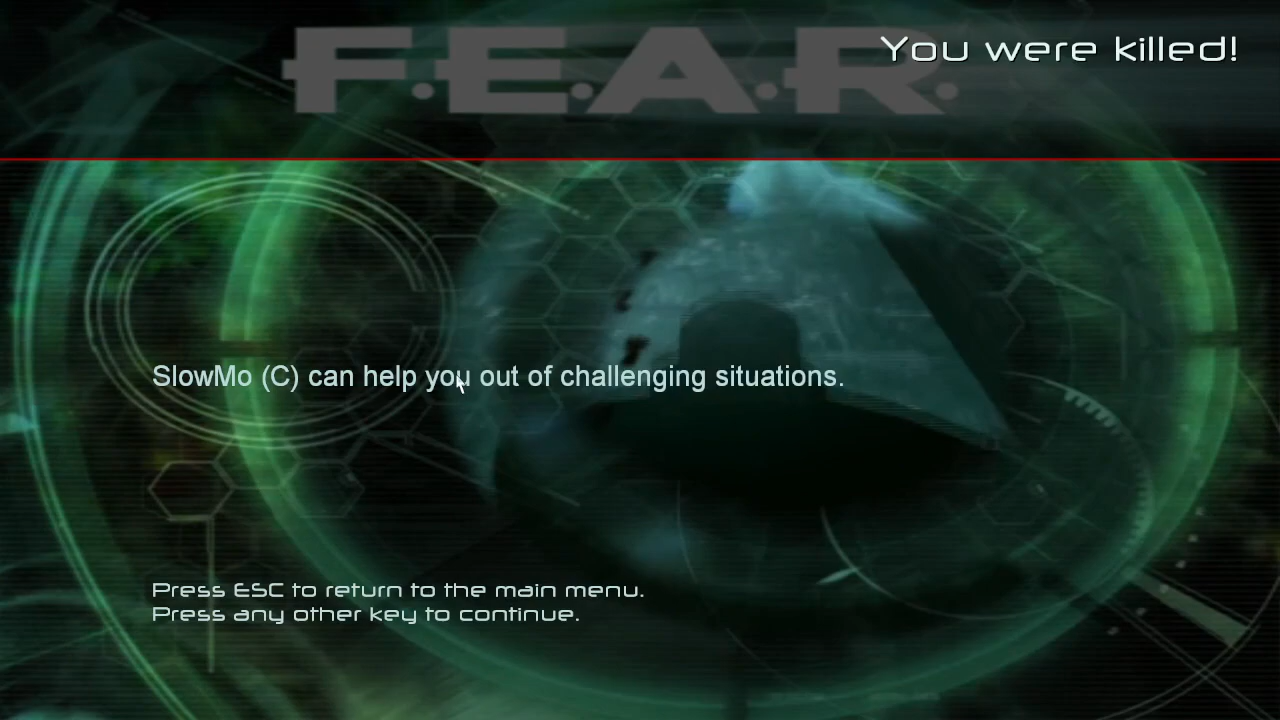 F.E.A.R.
You were killed!
SlowMo (C) can help you out of challenging situations.
Press ESC to return to the main menu.
Press any other key to continue.